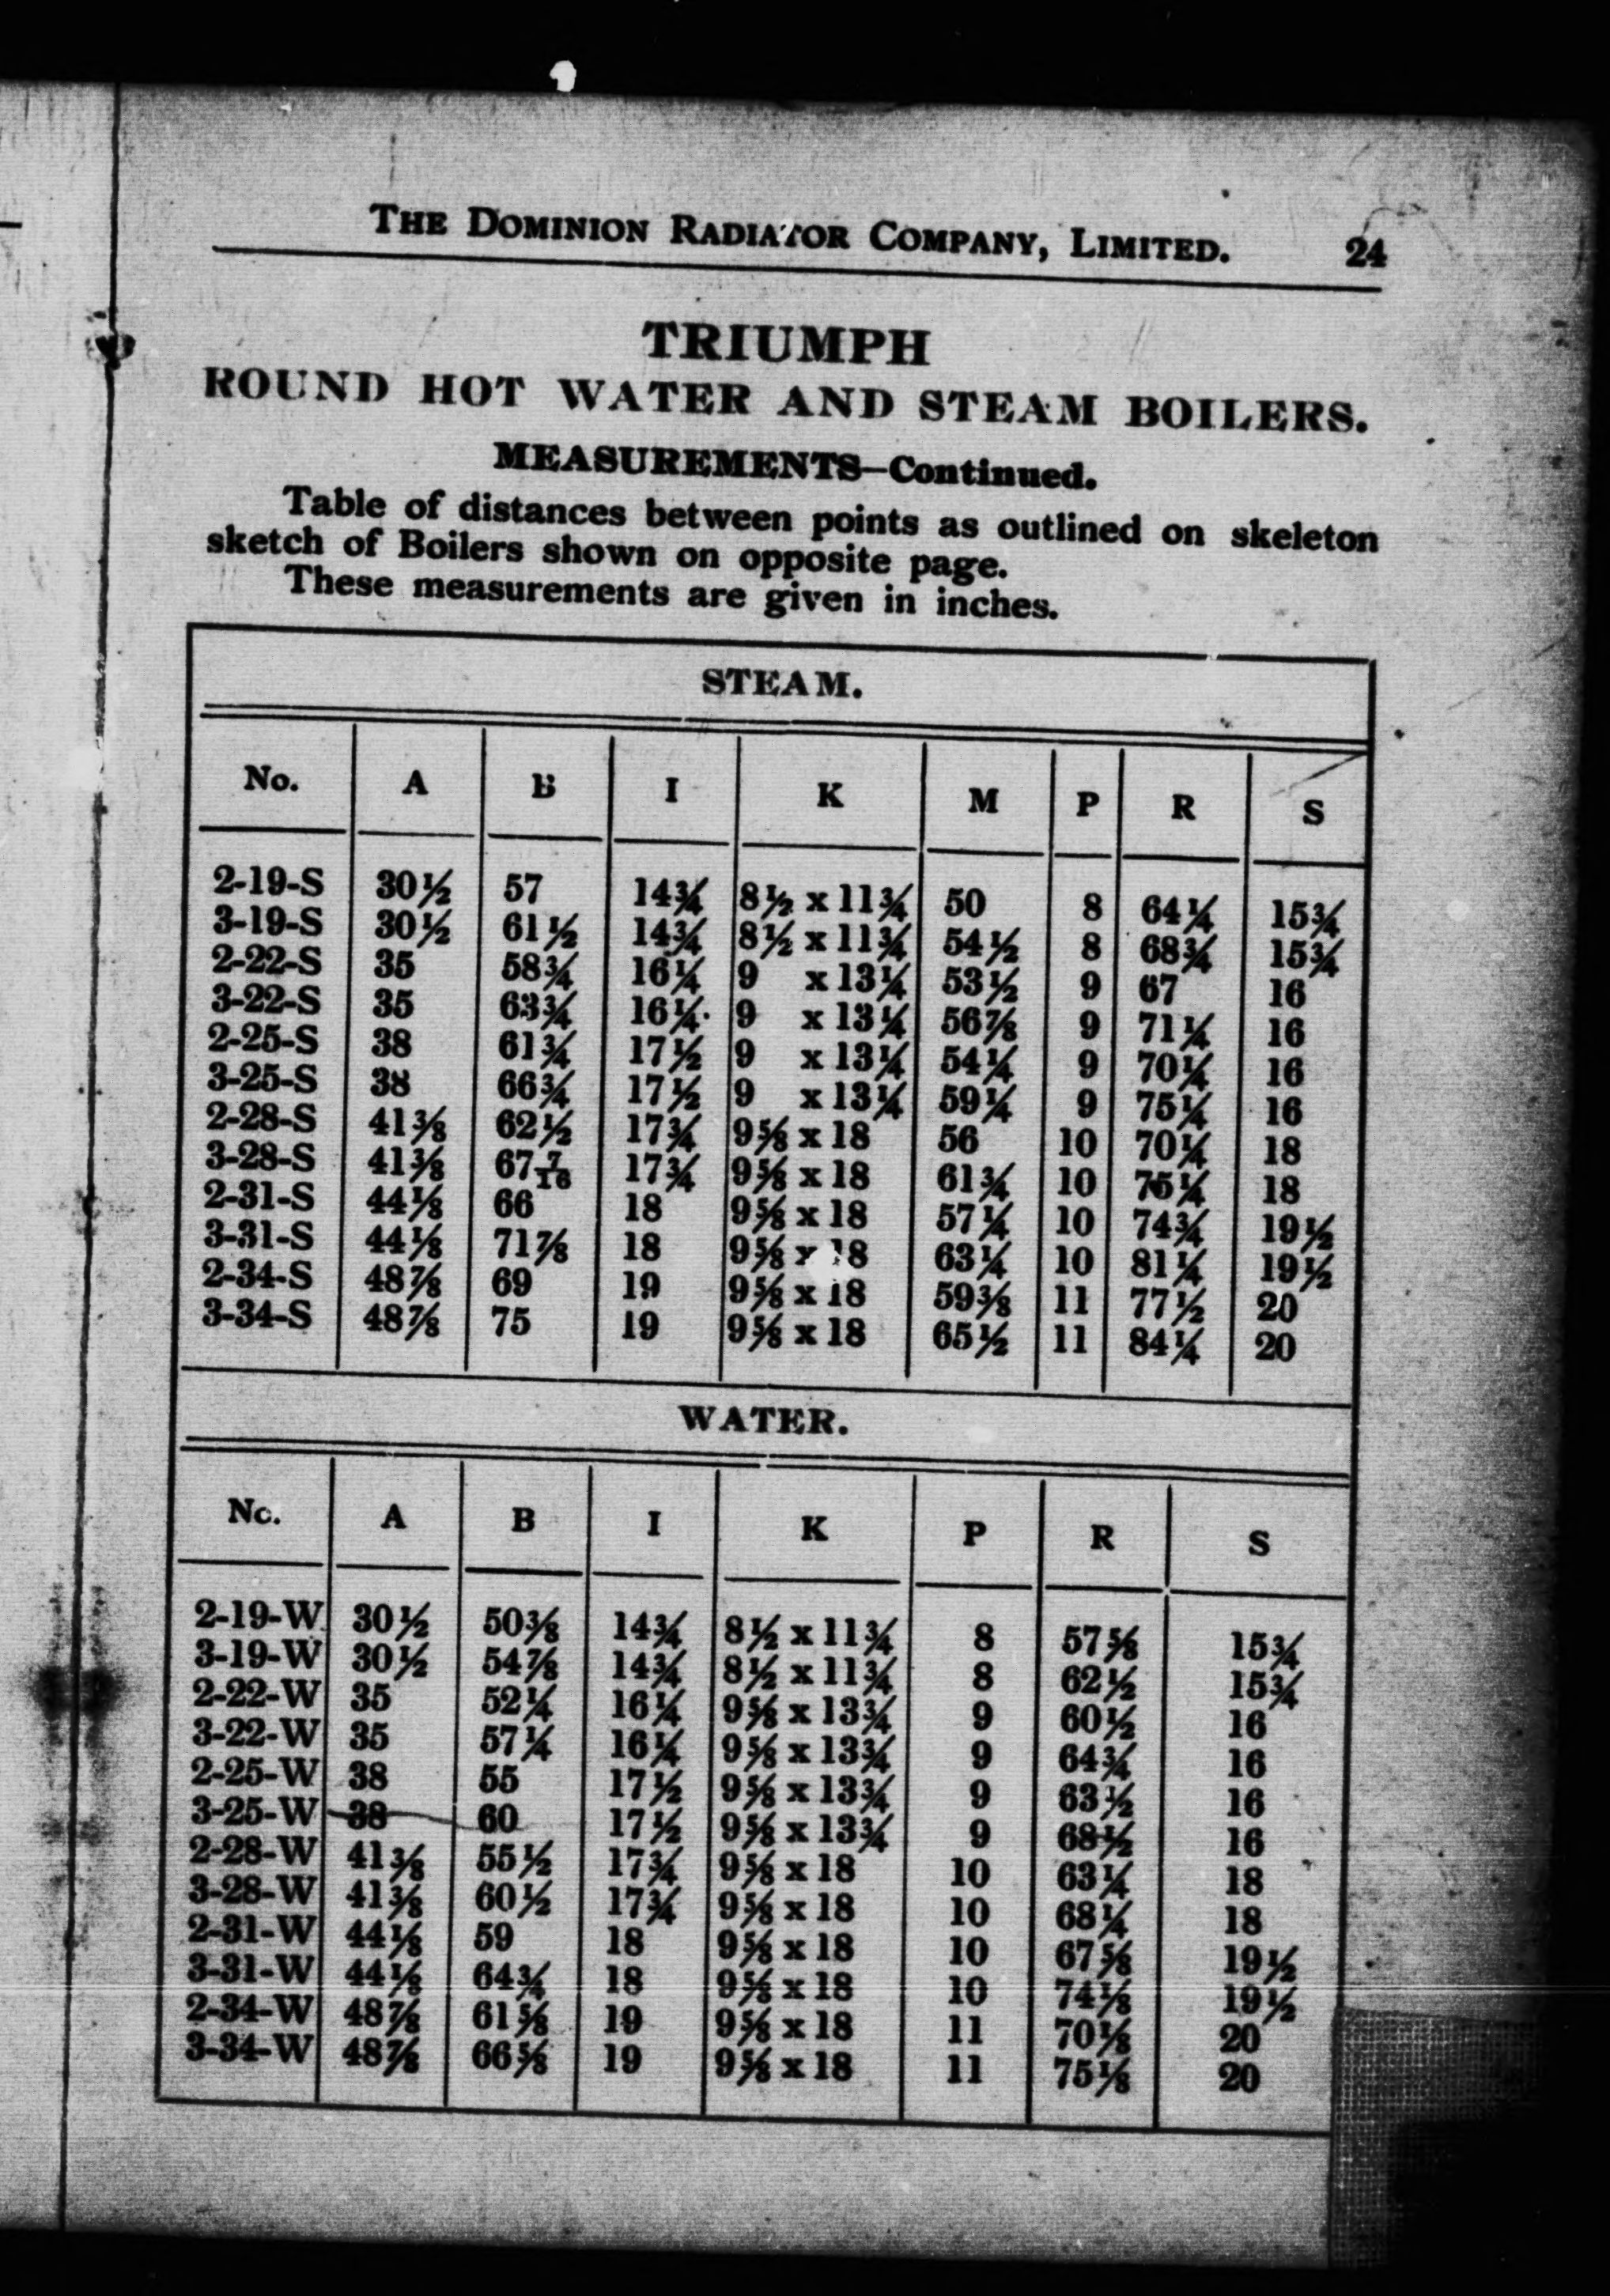 THE DOMINION RADIATOR COMPANY, LIMITED. 24
TRIUMPH
ROUND HOT WATER AND STEAM BOILERS.
MEASUREMENTS—Continued.
Table of distances between points as outlined on skeleton
sketch of Boilers shown on opposite page.
These measurements are given in inches.
STEAM.
No. A B I K M P R S
2-19-S 30½ 57 14¾ 8½ x 11¾ 50 8 64¼ 15¾
3-19-S 30½ 61½ 14¾ 8½ x 11¾ 54½ 8 68¾ 15¾
2-22-S 35 58¾ 16¼ 9 x 13¼ 53½ 9 67 16
3-22-S 35 63¾ 16¼ 9 x 13¼ 56⅞ 9 71¼ 16
2-25-S 38 61¾ 17½ 9 x 13¼ 54¼ 9 70¼ 16
3-25-S 38 66¾ 17½ 9 x 13¼ 59¼ 9 75¼ 16
2-28-S 41⅜ 62½ 17¾ 9⅝ x 18 56 10 70¼ 18
3-28-S 41⅜ 67 7/16 17¾ 9⅝ x 18 61¾ 10 75¼ 18
2-31-S 44⅛ 66 18 9⅝ x 18 57¼ 10 74¾ 19½
3-31-S 44⅛ 71⅞ 18 9⅝ x 18 63¼ 10 81¼ 19½
2-34-S 48⅞ 69 19 9⅝ x 18 59⅜ 11 77½ 20
3-34-S 48⅞ 75 19 9⅝ x 18 65½ 11 84¼ 20
WATER.
No. A B I K P R S
2-19-W 30½ 50⅜ 14¾ 8½ x 11¾ 8 57⅝ 15¾
3-19-W 30½ 54⅞ 14¾ 8½ x 11¾ 8 62½ 15¾
2-22-W 35 52¼ 16¼ 9⅝ x 13¾ 9 60½ 16
3-22-W 35 57¼ 16¼ 9⅝ x 13¾ 9 64¾ 16
2-25-W 38 55 17½ 9⅝ x 13¾ 9 63½ 16
3-25-W 38 60 17½ 9⅝ x 13¾ 9 68½ 16
2-28-W 41⅜ 55½ 17¾ 9⅝ x 18 10 63¼ 18
3-28-W 41⅜ 60½ 17¾ 9⅝ x 18 10 68¼ 18
2-31-W 44⅛ 59 18 9⅝ x 18 10 67⅝ 19½
3-31-W 44⅛ 64¾ 18 9⅝ x 18 10 74⅛ 19½
2-34-W 48⅞ 61⅝ 19 9⅝ x 18 11 70⅛ 20
3-34-W 48⅞ 66⅝ 19 9⅝ x 18 11 75⅛ 20